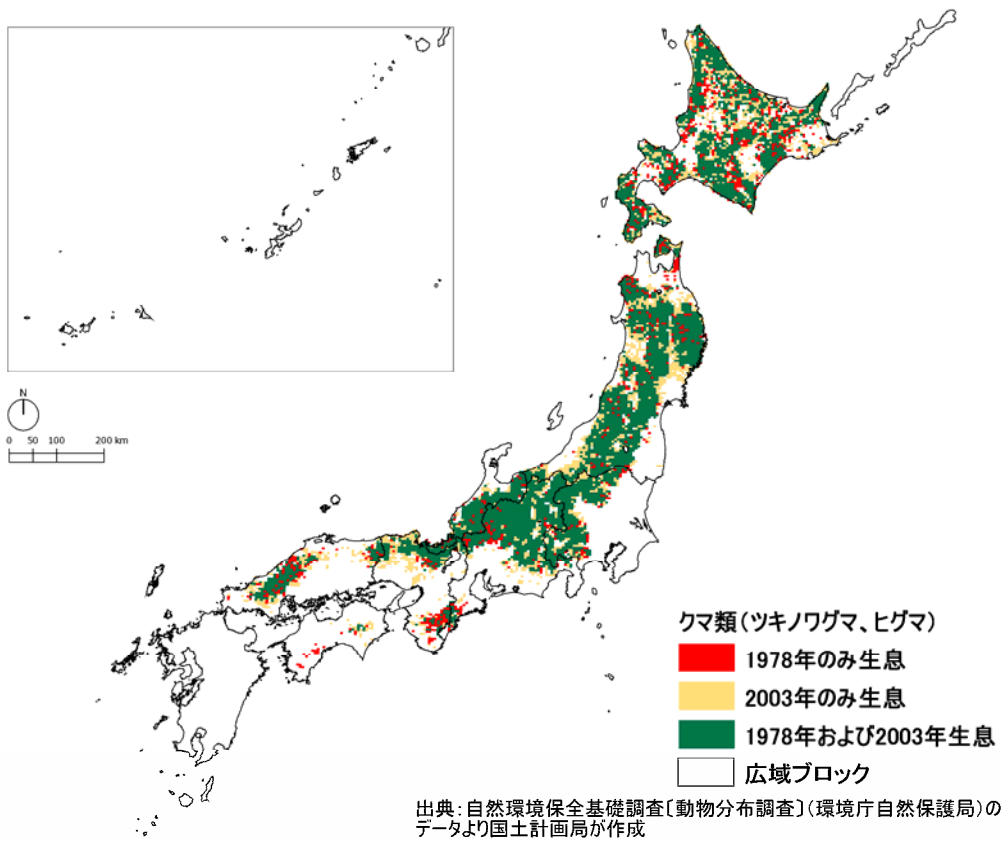 N
0 50 100 200 km
クマ類(ツキノワグマ、ヒグマ)
1978年のみ生息
2003年のみ生息
1978年および2003年生息
広域ブロック
出典:自然環境保全基礎調査〔動物分布調査〕(環境庁自然保護局)の
データより国土計画局が作成